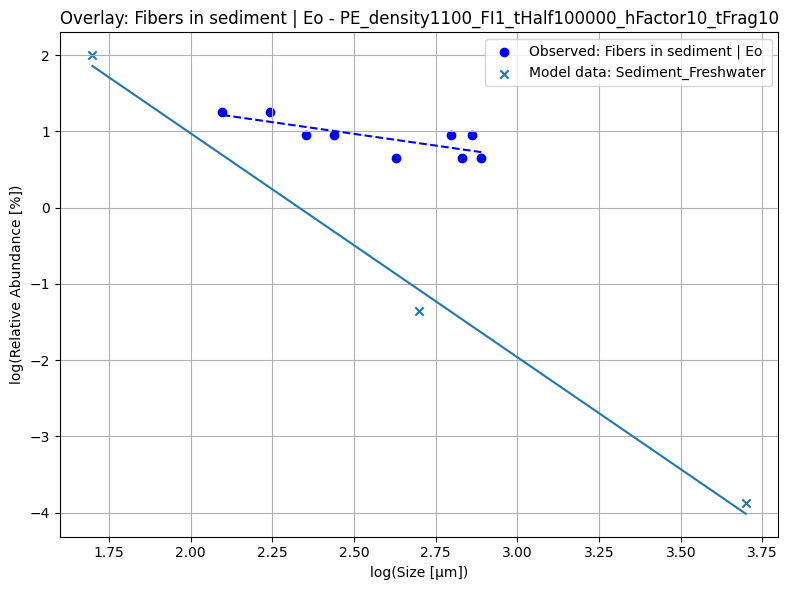 Overlay: Fibers in sediment | Eo - PE_density1100_FI1_tHalf100000_hFactor10_tFrag10
Observed: Fibers in sediment | Eo
Model data: Sediment_Freshwater
log(Relative Abundance [%])
2
1
0
−1
−2
−3
−4
1.75 2.00 2.25 2.50 2.75 3.00 3.25 3.50 3.75
log(Size [µm])